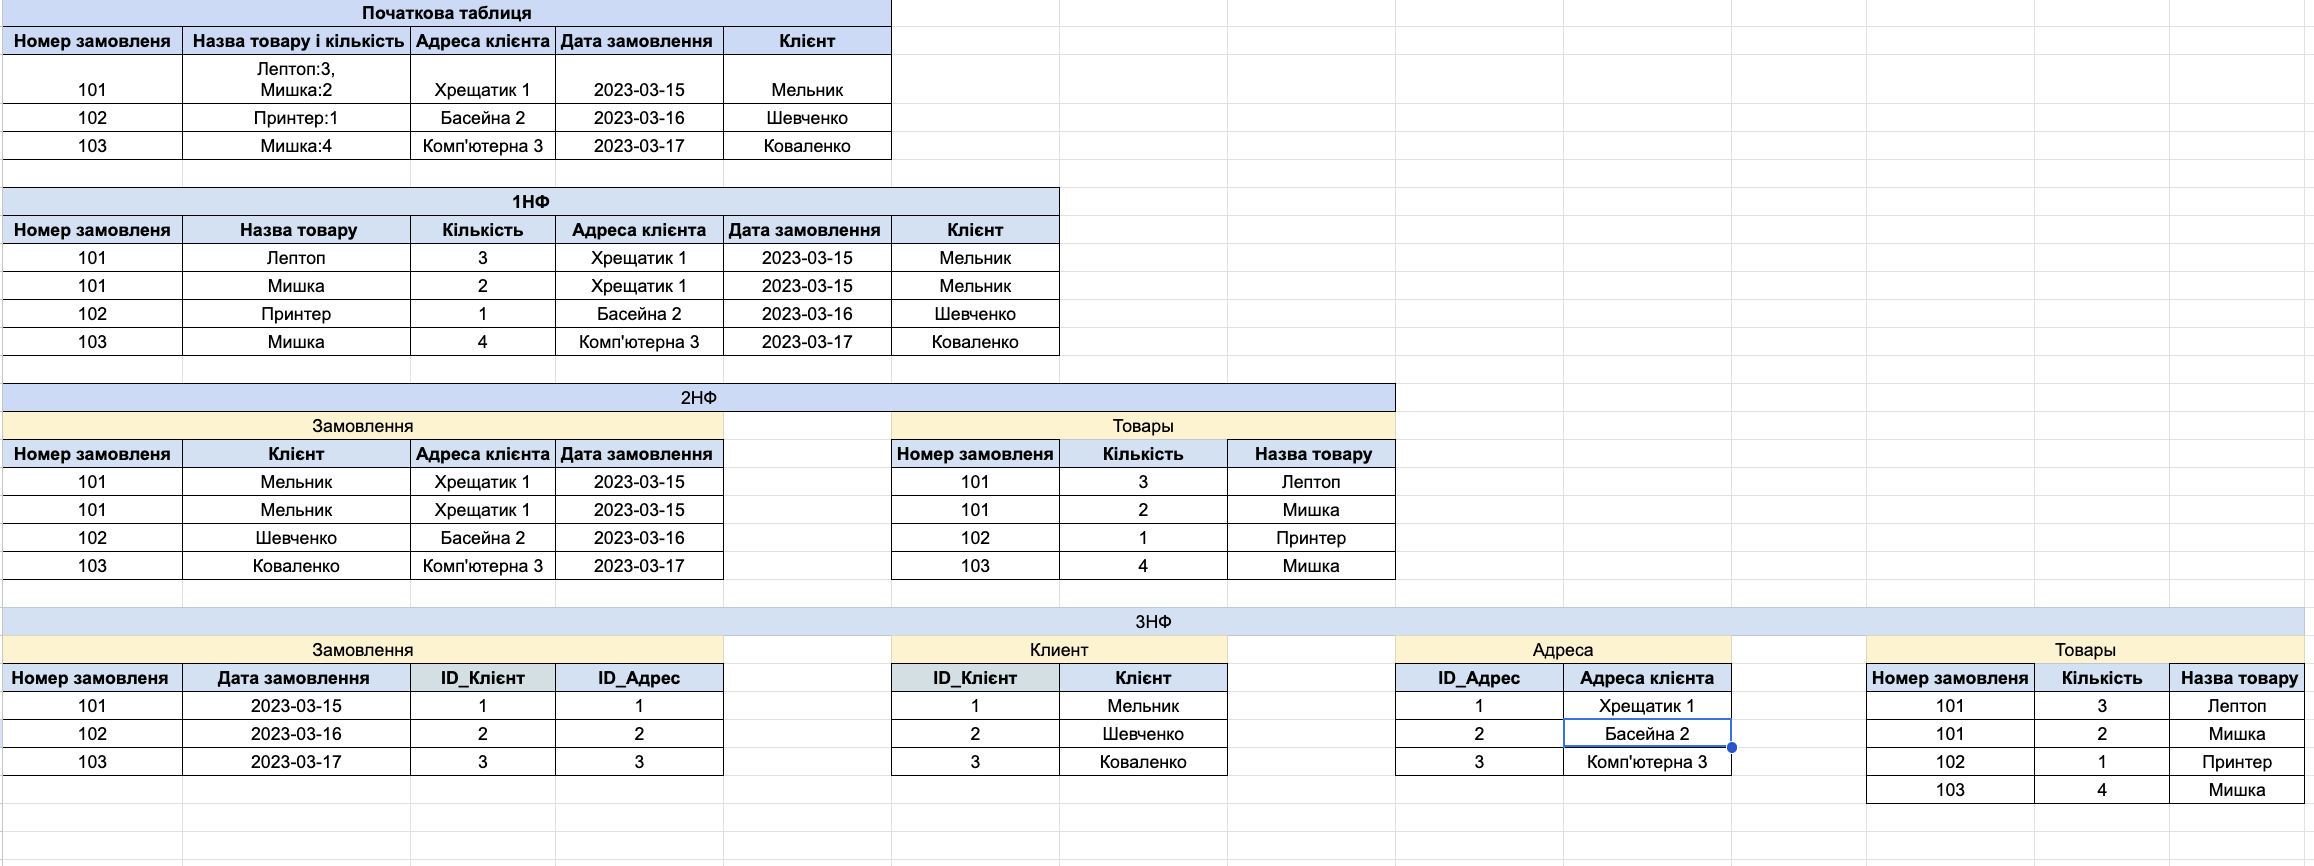 Початкова таблиця
Номер замовленя Назва товару і кількість Адреса клієнта Дата замовлення Клієнт
Лептоп:3,
101 Мишка:2 Хрещатик 1 2023-03-15 Мельник
102 Принтер:1 Басейна 2 2023-03-16 Шевченко
103 Мишка:4 Комп'ютерна 3 2023-03-17 Коваленко
1НФ
Номер замовленя Назва товару Кількість Адреса клієнта Дата замовлення Клієнт
101 Лептоп 3 Хрещатик 1 2023-03-15 Мельник
101 Мишка 2 Хрещатик 1 2023-03-15 Мельник
102 Принтер 1 Басейна 2 2023-03-16 Шевченко
103 Мишка 4 Комп'ютерна 3 2023-03-17 Коваленко
2НФ
Замовлення Товары
Номер замовленя Клієнт Адреса клієнта Дата замовлення Номер замовленя Кількість Назва товару
101 Мельник Хрещатик 1 2023-03-15 101 3 Лептоп
101 Мельник Хрещатик 1 2023-03-15 101 2 Мишка
102 Шевченко Басейна 2 2023-03-16 102 1 Принтер
103 Коваленко Комп'ютерна 3 2023-03-17 103 4 Мишка
3НФ
Замовлення Клиент Адреса Товары
Номер замовленя Дата замовлення ID_Клієнт ID_Адрес ID_Клієнт Клієнт ID_Адрес Адреса клієнта Номер замовленя Кількість Назва товару
101 2023-03-15 1 1 1 Мельник 1 Хрещатик 1 101 3 Лептоп
102 2023-03-16 2 2 2 Шевченко 2 Басейна 2 101 2 Мишка
103 2023-03-17 3 3 3 Коваленко 3 Комп'ютерна 3 102 1 Принтер
103 4 Мишка